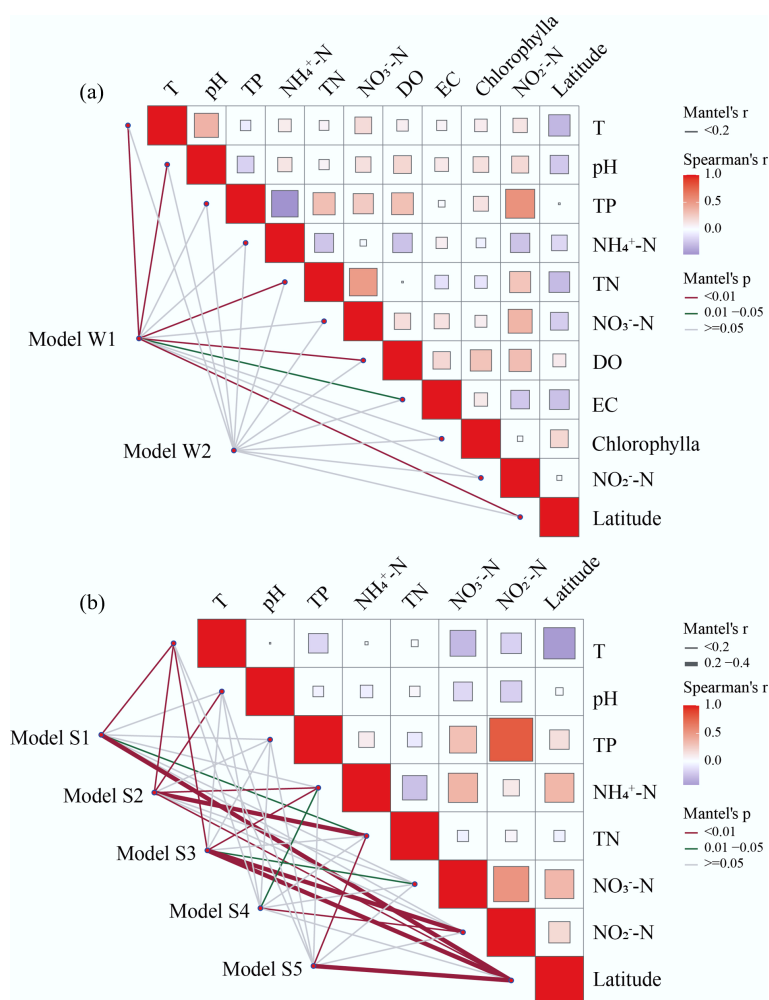 (a)
T
pH
TP
NH₄⁺-N
TN
NO₃⁻-N
DO
EC
Chlorophylla
NO₂⁻-N
Latitude
T
pH
TP
NH₄⁺-N
TN
NO₃⁻-N
DO
EC
Chlorophylla
NO₂⁻-N
Latitude
Model W1
Model W2
Mantel's r
<0.2
Spearman's r
1.0
0.5
0.0
Mantel's p
<0.01
0.01 −0.05
>=0.05
(b)
T
pH
TP
NH₄⁺-N
TN
NO₃⁻-N
NO₂⁻-N
Latitude
T
pH
TP
NH₄⁺-N
TN
NO₃⁻-N
NO₂⁻-N
Latitude
Model S1
Model S2
Model S3
Model S4
Model S5
Mantel's r
<0.2
0.2 −0.4
Spearman's r
1.0
0.5
0.0
Mantel's p
<0.01
0.01 −0.05
>=0.05